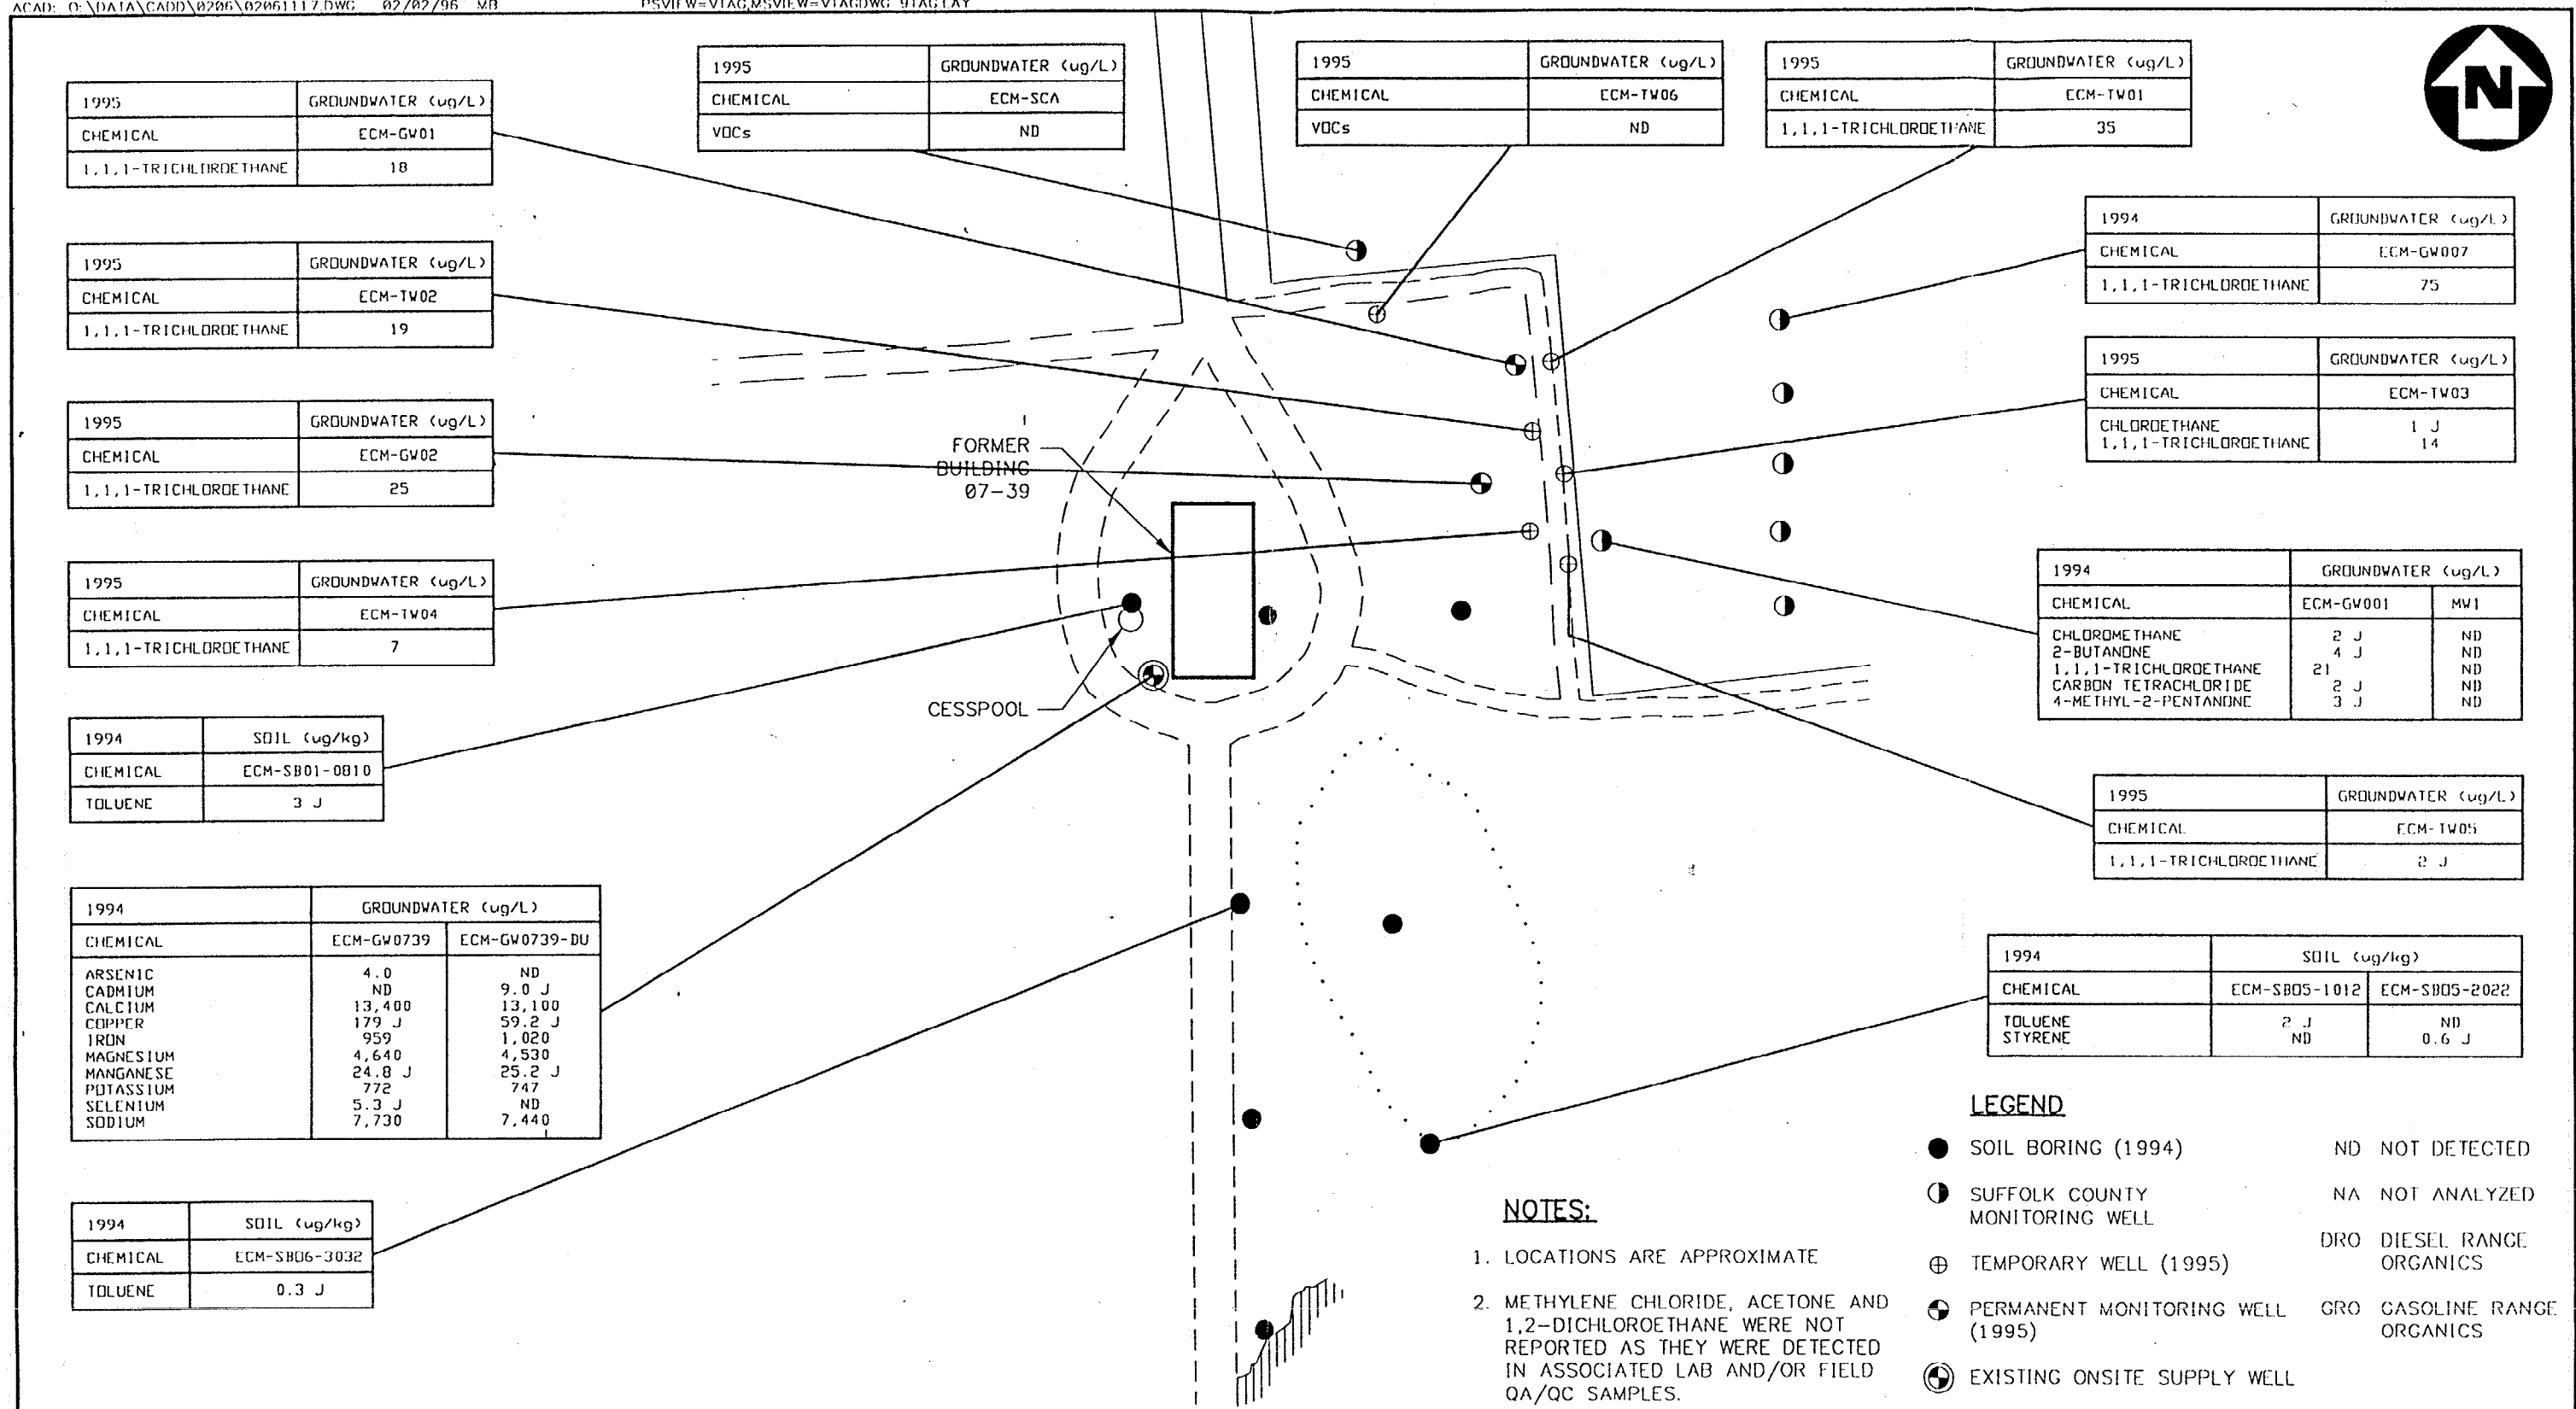 ACAD: O:\DATA\CADD\0206\02061117.DWG 02/02/96 MB PSVIEW=VTAG,MSVIEW=VTAGDWG 9TAGLAY
N
1995 GROUNDWATER (ug/L)
CHEMICAL ECM-GW01
1,1,1-TRICHLOROETHANE 18
1995 GROUNDWATER (ug/L)
CHEMICAL ECM-SCA
VOCs ND
1995 GROUNDWATER (ug/L)
CHEMICAL ECM-TW06
VOCs ND
1995 GROUNDWATER (ug/L)
CHEMICAL ECM-TW01
1,1,1-TRICHLOROETHANE 35
1995 GROUNDWATER (ug/L)
CHEMICAL ECM-TW02
1,1,1-TRICHLOROETHANE 19
1995 GROUNDWATER (ug/L)
CHEMICAL ECM-GW02
1,1,1-TRICHLOROETHANE 25
1995 GROUNDWATER (ug/L)
CHEMICAL ECM-TW04
1,1,1-TRICHLOROETHANE 7
1994 SOIL (ug/kg)
CHEMICAL ECM-SB01-0810
TOLUENE 3 J
1994 GROUNDWATER (ug/L)
CHEMICAL ECM-GW0739 ECM-GW0739-DU
ARSENIC 4.0 ND
CADMIUM ND 9.0 J
CALCIUM 13,400 13,100
COPPER 179 J 59.2 J
IRON 959 1,020
MAGNESIUM 4,640 4,530
MANGANESE 24.8 J 25.2 J
POTASSIUM 772 747
SELENIUM 5.3 J ND
SODIUM 7,730 7,440
1994 SOIL (ug/kg)
CHEMICAL ECM-SB06-3032
TOLUENE 0.3 J
FORMER
BUILDING
07-39
CESSPOOL
1994 GROUNDWATER (ug/L)
CHEMICAL ECM-GW007
1,1,1-TRICHLOROETHANE 75
1995 GROUNDWATER (ug/L)
CHEMICAL ECM-TW03
CHLOROETHANE 1 J
1,1,1-TRICHLOROETHANE 14
1994 GROUNDWATER (ug/L)
CHEMICAL ECM-GW001 MW1
CHLOROMETHANE 2 J ND
2-BUTANONE 4 J ND
1,1,1-TRICHLOROETHANE 21 ND
CARBON TETRACHLORIDE 2 J ND
4-METHYL-2-PENTANONE 3 J ND
1995 GROUNDWATER (ug/L)
CHEMICAL ECM-TW05
1,1,1-TRICHLOROETHANE 2 J
1994 SOIL (ug/kg)
CHEMICAL ECM-SB05-1012 ECM-SB05-2022
TOLUENE 2 J ND
STYRENE ND 0.6 J
NOTES:
1. LOCATIONS ARE APPROXIMATE
2. METHYLENE CHLORIDE, ACETONE AND
1,2-DICHLOROETHANE WERE NOT
REPORTED AS THEY WERE DETECTED
IN ASSOCIATED LAB AND/OR FIELD
QA/QC SAMPLES.
LEGEND
SOIL BORING (1994)
SUFFOLK COUNTY
MONITORING WELL
TEMPORARY WELL (1995)
PERMANENT MONITORING WELL
(1995)
EXISTING ONSITE SUPPLY WELL
ND NOT DETECTED
NA NOT ANALYZED
DRO DIESEL RANGE
ORGANICS
GRO GASOLINE RANGE
ORGANICS